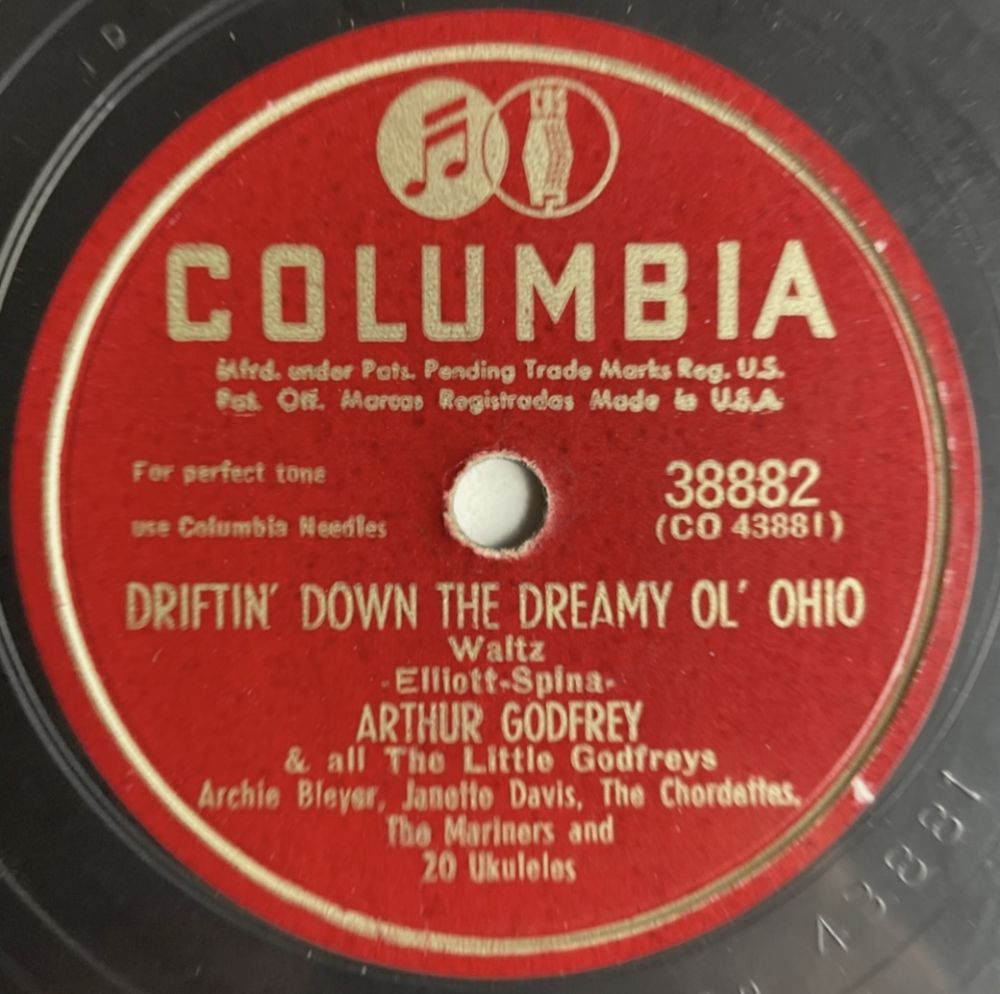 CBS
COLUMBIA
Mfrd. under Pats. Pending Trade Marks Reg. U.S.
Pat. Off. Marcas Registradas Made in U.S.A.
For perfect tone
use Columbia Needles
38882
(CO 43881)
DRIFTIN' DOWN THE DREAMY OL' OHIO
Waltz
-Elliott-Spina-
ARTHUR GODFREY
& all The Little Godfreys
Archie Bleyer, Janette Davis, The Chordettes,
The Mariners and
20 Ukuleles
43881
D